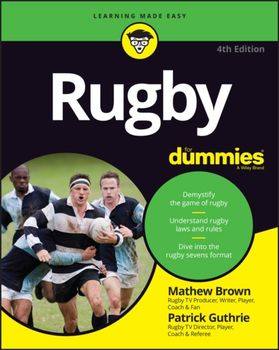 LEARNING MADE EASY
4th Edition
Rugby
for
dummies
A Wiley Brand
Demystify
the game of rugby
Understand rugby
laws and rules
Dive into the
rugby sevens format
Mathew Brown
Rugby TV Producer, Writer, Player,
Coach & Fan
Patrick Guthrie
Rugby TV Director, Player,
Coach & Referee